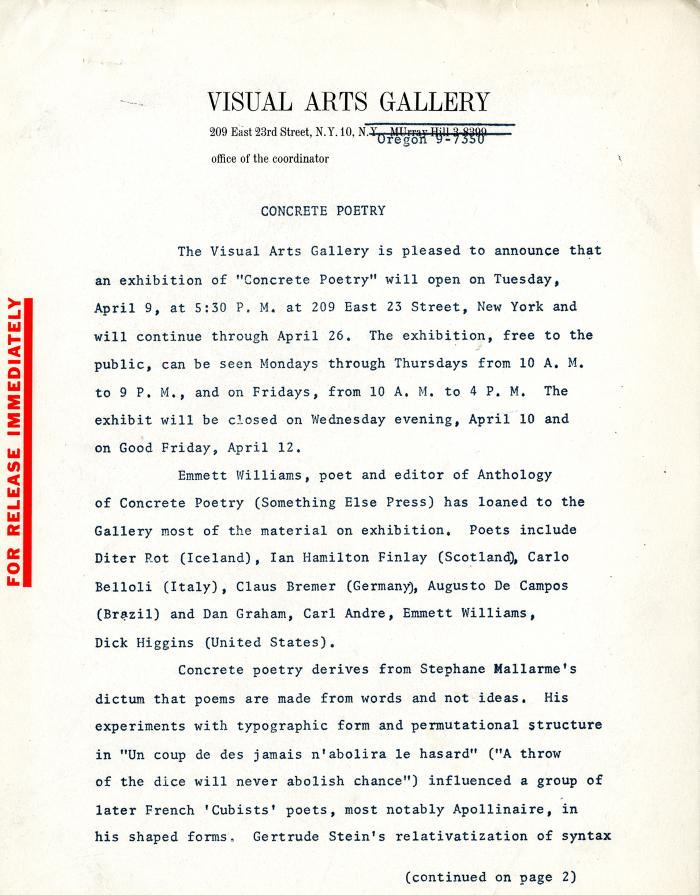 VISUAL ARTS GALLERY
209 East 23rd Street, N.Y. 10, N.Y. MUrray Hill 3-8399
Oregon 9-7350
office of the coordinator
CONCRETE POETRY
The Visual Arts Gallery is pleased to announce that
an exhibition of "Concrete Poetry" will open on Tuesday,
April 9, at 5:30 P. M. at 209 East 23 Street, New York and
will continue through April 26. The exhibition, free to the
public, can be seen Mondays through Thursdays from 10 A. M.
to 9 P. M., and on Fridays, from 10 A. M. to 4 P. M. The
exhibit will be closed on Wednesday evening, April 10 and
on Good Friday, April 12.
Emmett Williams, poet and editor of Anthology
of Concrete Poetry (Something Else Press) has loaned to the
Gallery most of the material on exhibition. Poets include
Diter Rot (Iceland), Ian Hamilton Finlay (Scotland), Carlo
Belloli (Italy), Claus Bremer (Germany), Augusto De Campos
(Brazil) and Dan Graham, Carl Andre, Emmett Williams,
Dick Higgins (United States).
Concrete poetry derives from Stephane Mallarme's
dictum that poems are made from words and not ideas. His
experiments with typographic form and permutational structure
in "Un coup de des jamais n'abolira le hasard" ("A throw
of the dice will never abolish chance") influenced a group of
later French 'Cubists' poets, most notably Apollinaire, in
his shaped forms. Gertrude Stein's relativatization of syntax
(continued on page 2)
FOR RELEASE IMMEDIATELY